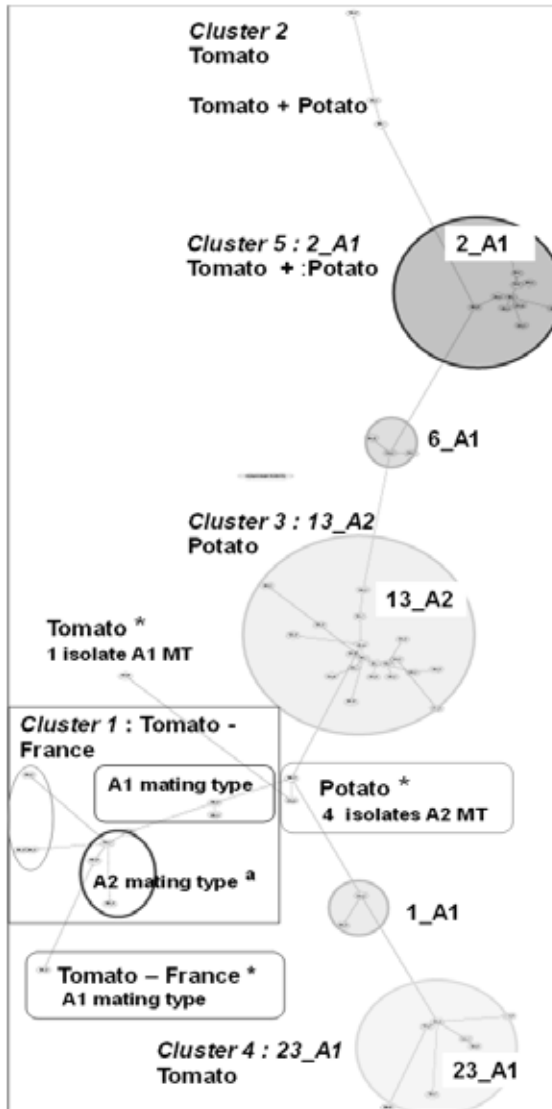 Cluster 2
Tomato
Tomato + Potato
Cluster 5 : 2_A1
Tomato + :Potato
2_A1
6_A1
Cluster 3 : 13_A2
Potato
13_A2
Tomato *
1 isolate A1 MT
Cluster 1 : Tomato -
France
A1 mating type
Potato *
4 isolates A2 MT
A2 mating type a
1_A1
Tomato – France *
A1 mating type
Cluster 4 : 23_A1
Tomato
23_A1